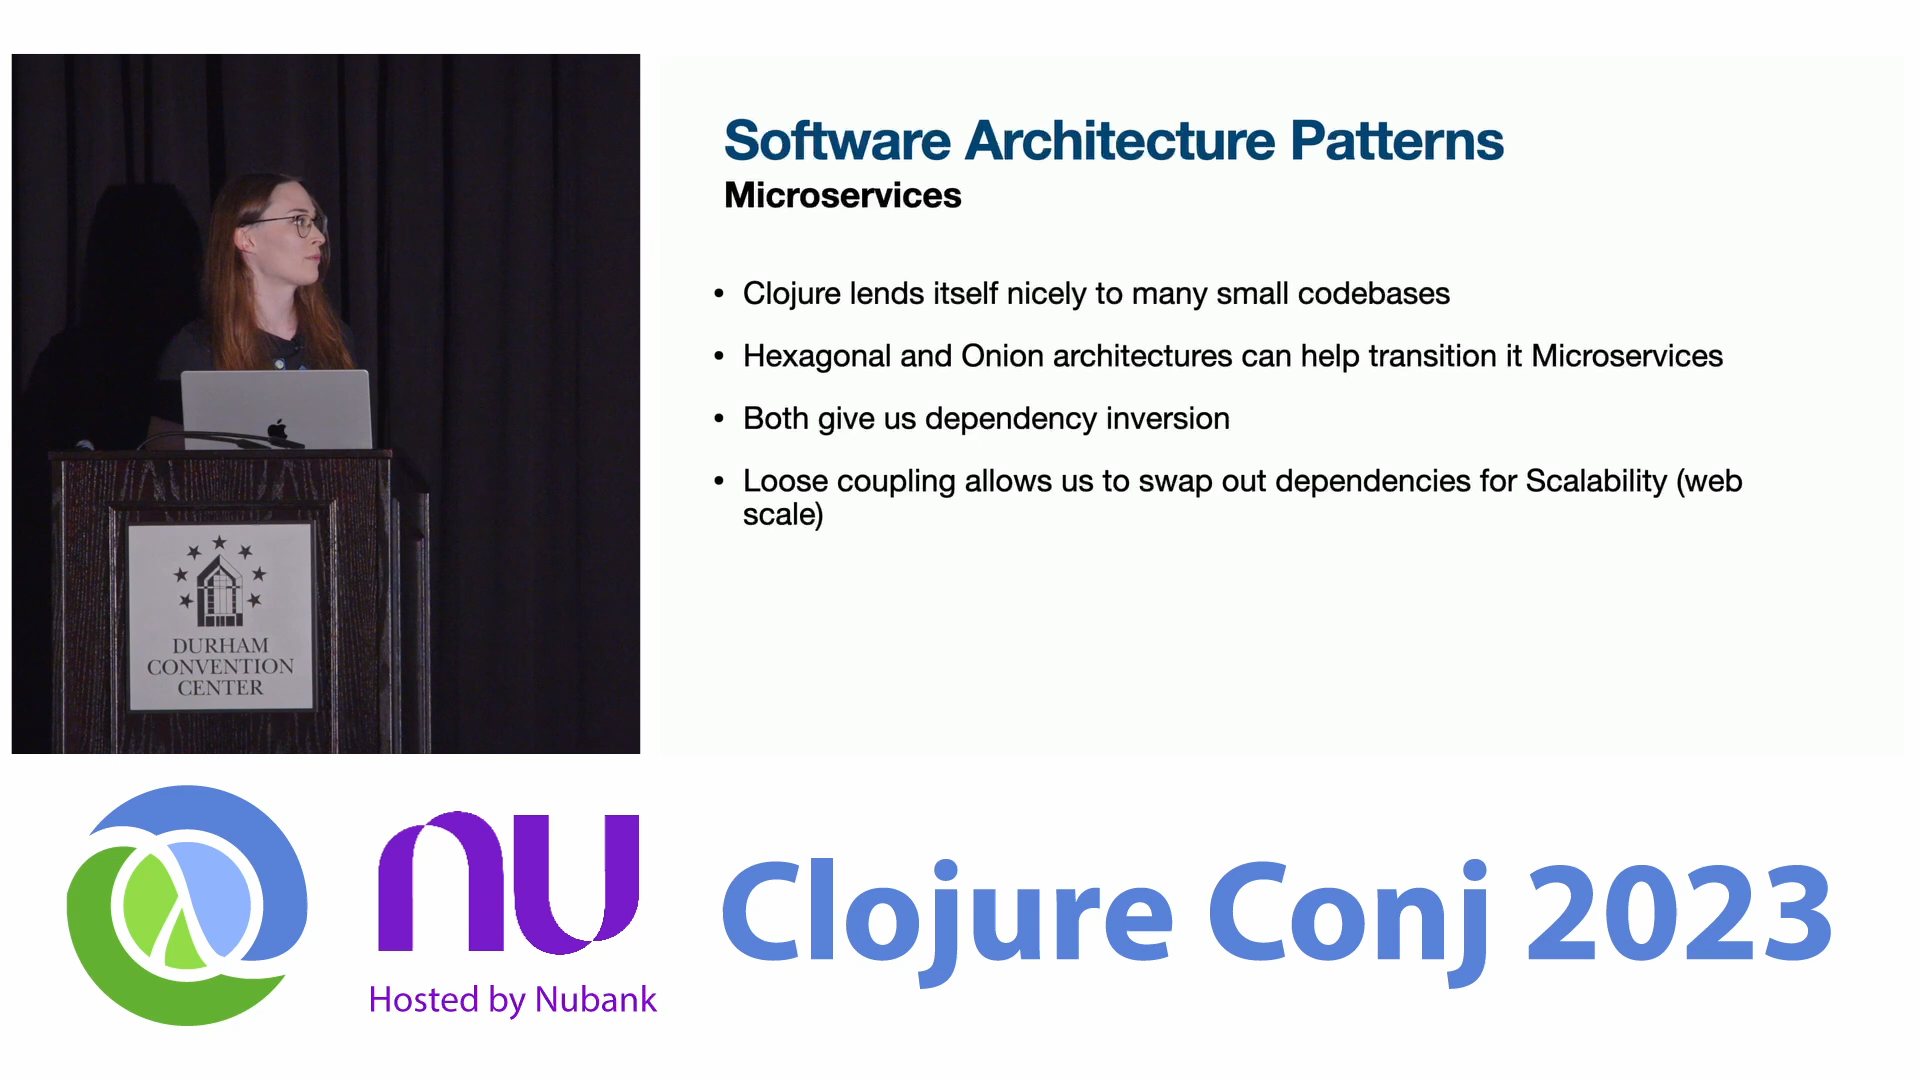 Software Architecture Patterns
Microservices
• Clojure lends itself nicely to many small codebases
• Hexagonal and Onion architectures can help transition it Microservices
• Both give us dependency inversion
• Loose coupling allows us to swap out dependencies for Scalability (web
scale)
DURHAM
CONVENTION
CENTER
nu
Hosted by Nubank
Clojure Conj 2023